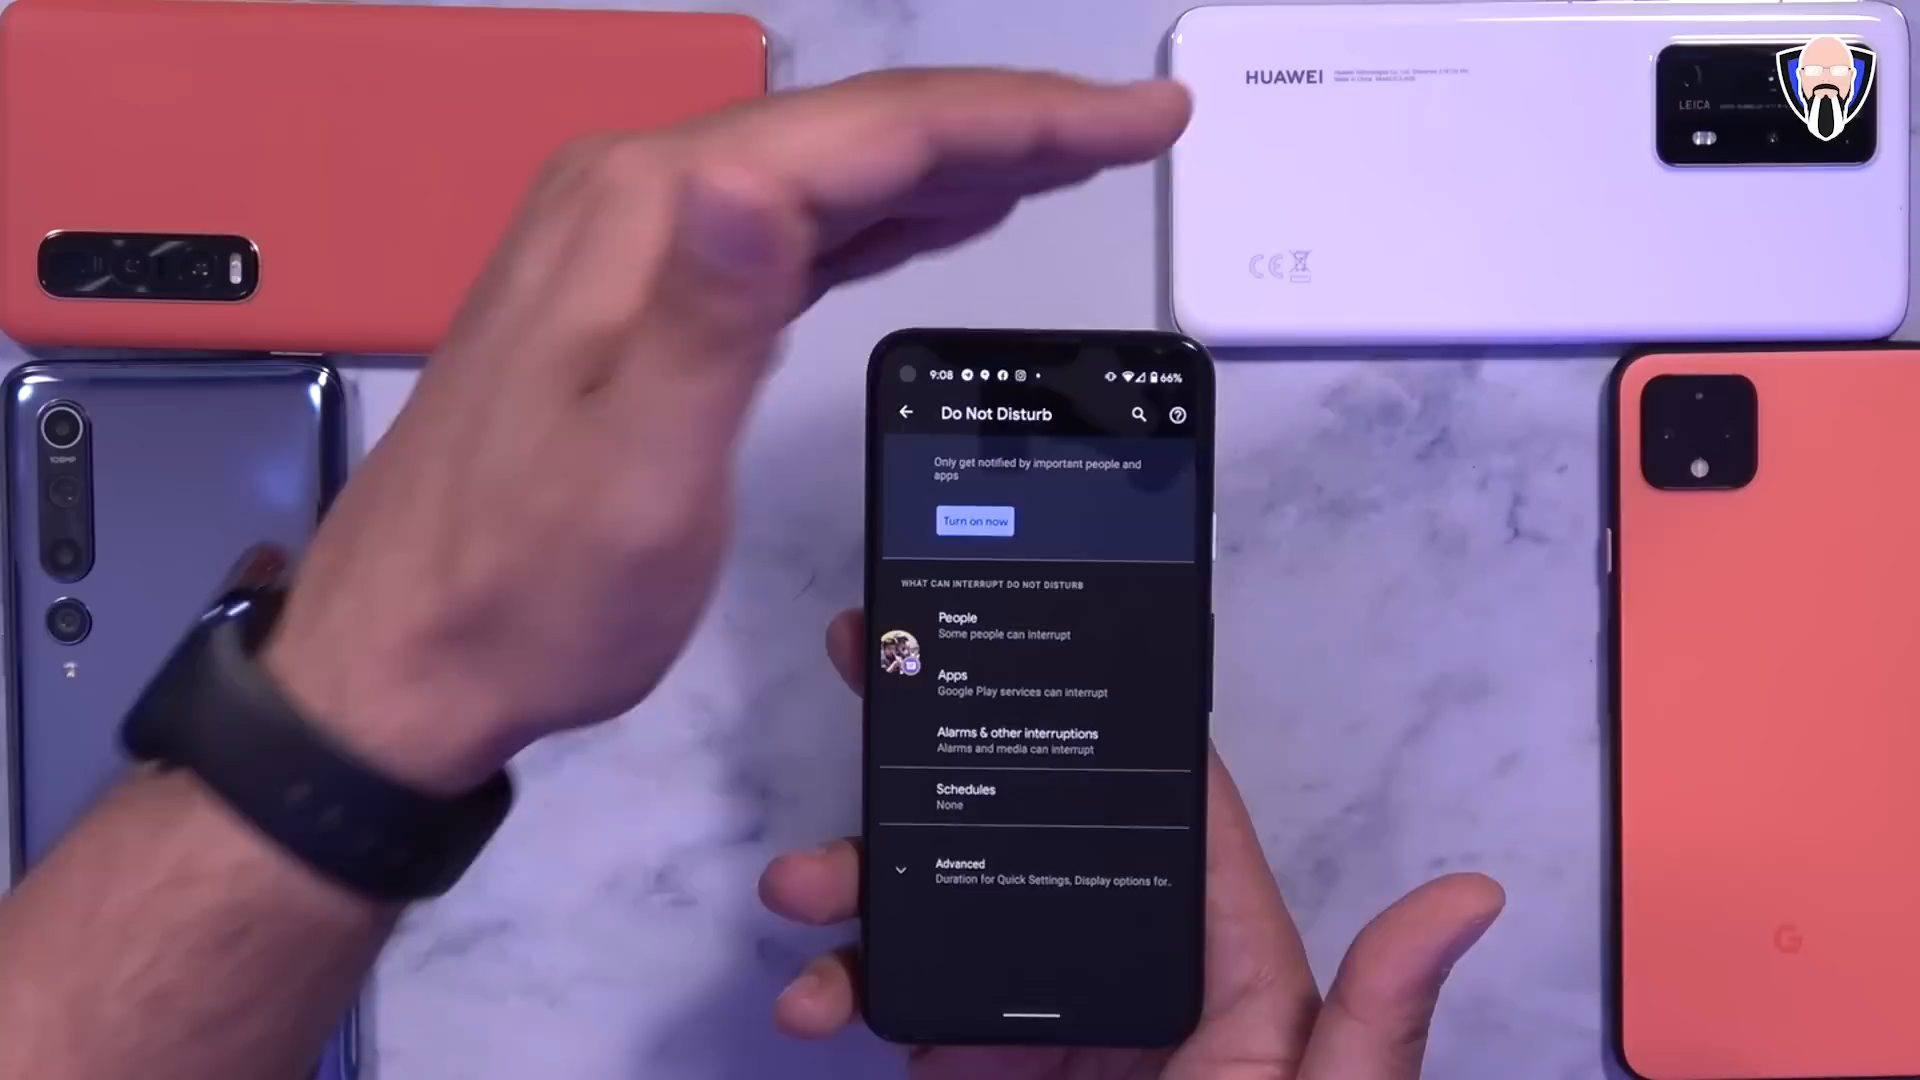 HUAWEI
LEICA
108MP
9:08
66%
Do Not Disturb
Only get notified by important people and
apps
Turn on now
WHAT CAN INTERRUPT DO NOT DISTURB
People
Some people can interrupt
Apps
Google Play services can interrupt
Alarms & other interruptions
Alarms and media can interrupt
Schedules
None
Advanced
Duration for Quick Settings, Display options for..
G